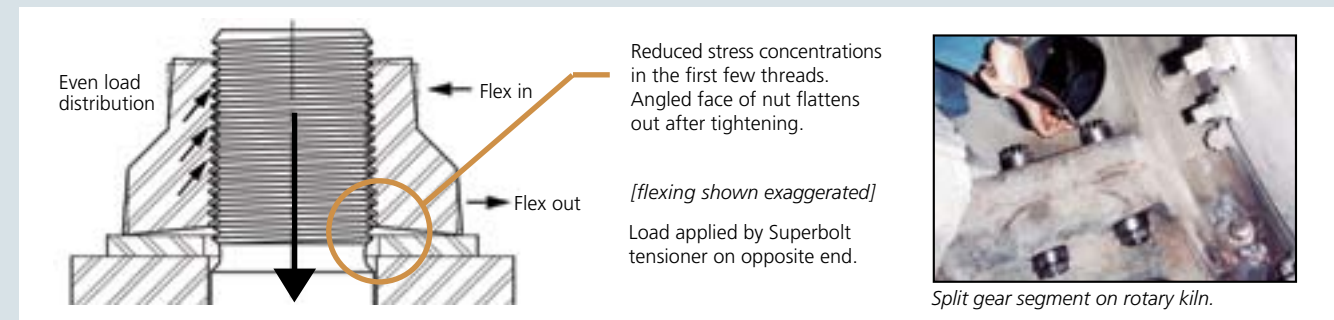 Even load
distribution
Flex in
Flex out
Reduced stress concentrations
in the first few threads.
Angled face of nut flattens
out after tightening.
[flexing shown exaggerated]
Load applied by Superbolt
tensioner on opposite end.
Split gear segment on rotary kiln.